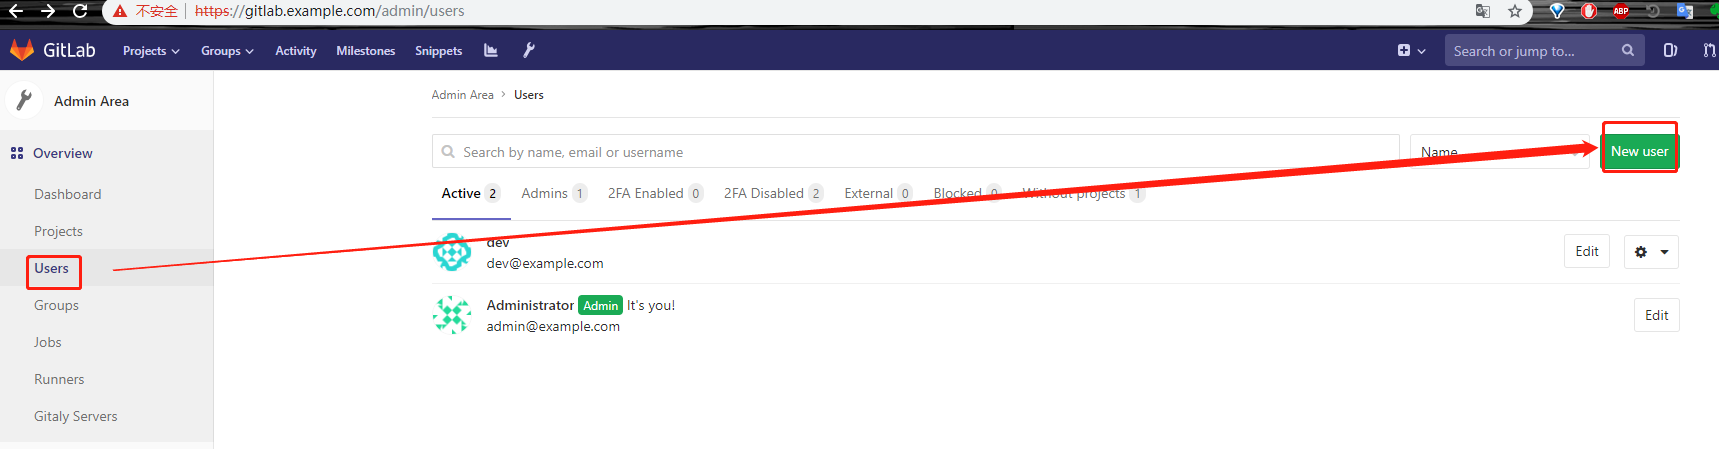 不安全 https://gitlab.example.com/admin/users
ABP
GitLab Projects Groups Activity Milestones Snippets Search or jump to...
Admin Area
Admin Area > Users
Overview
Search by name, email or username Name New user
Dashboard
Active 2 Admins 1 2FA Enabled 0 2FA Disabled 2 External 0 Blocked 0 Without projects 1
Projects
dev
dev@example.com
Edit
Users
Groups
Administrator Admin It's you!
admin@example.com
Edit
Jobs
Runners
Gitaly Servers